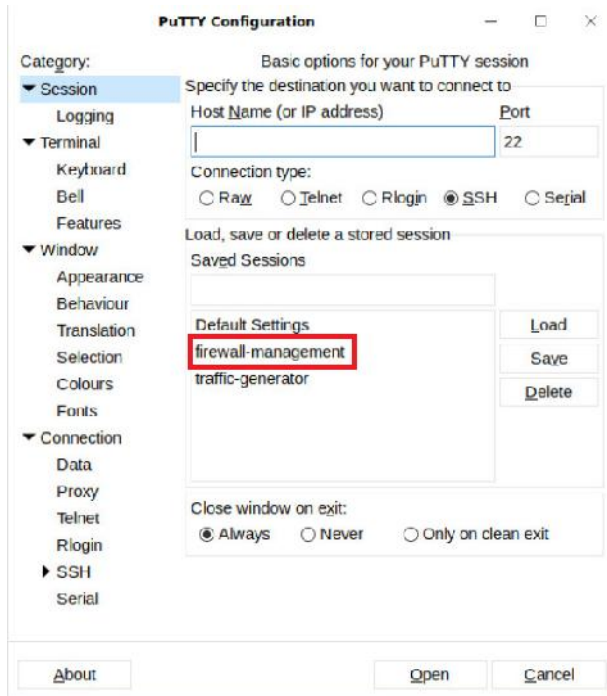 PuTTY Configuration
Category:
Session
Logging
Terminal
Keyboard
Bell
Features
Window
Appearance
Behaviour
Translation
Selection
Colours
Fonts
Connection
Data
Proxy
Telnet
Rlogin
SSH
Serial
Basic options for your PuTTY session
Specify the destination you want to connect to
Host Name (or IP address) Port
22
Connection type:
Raw Telnet Rlogin SSH Serial
Load, save or delete a stored session
Saved Sessions
Default Settings
firewall-management
traffic-generator
Load
Save
Delete
Close window on exit:
Always Never Only on clean exit
About Open Cancel